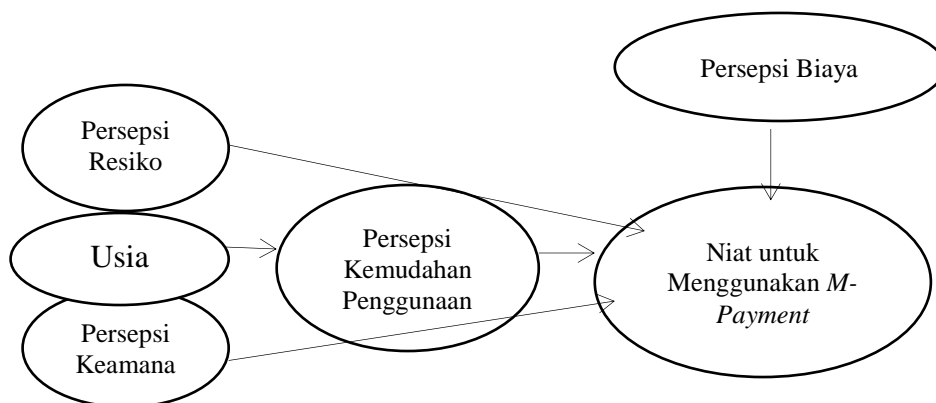 Persepsi Biaya
Persepsi
Resiko
Usia
Persepsi
Kemudahan
Penggunaan
Niat untuk
Menggunakan M-
Payment
Persepsi
Keamana